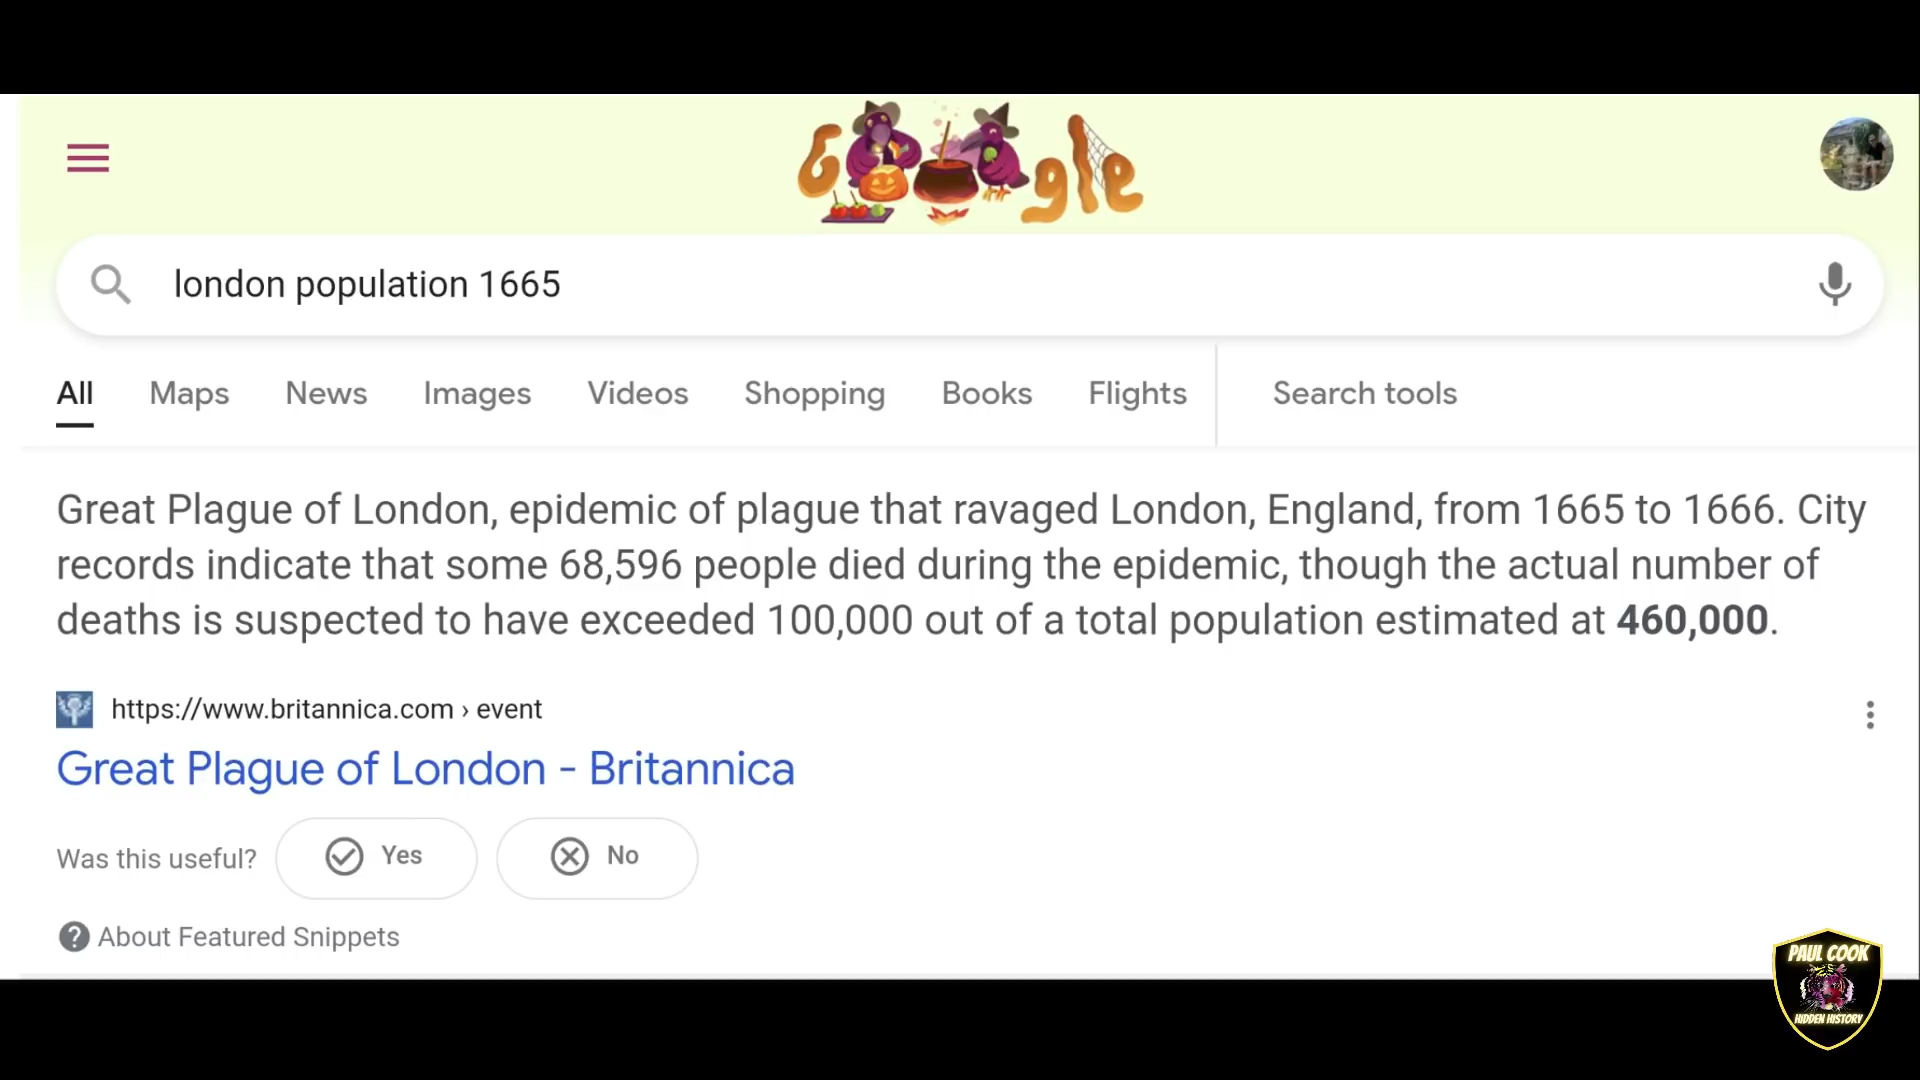 Google
london population 1665
All Maps News Images Videos Shopping Books Flights Search tools
Great Plague of London, epidemic of plague that ravaged London, England, from 1665 to 1666. City
records indicate that some 68,596 people died during the epidemic, though the actual number of
deaths is suspected to have exceeded 100,000 out of a total population estimated at 460,000.
https://www.britannica.com › event
Great Plague of London - Britannica
Was this useful? Yes No
? About Featured Snippets
PAUL COOK
HIDDEN HISTORY